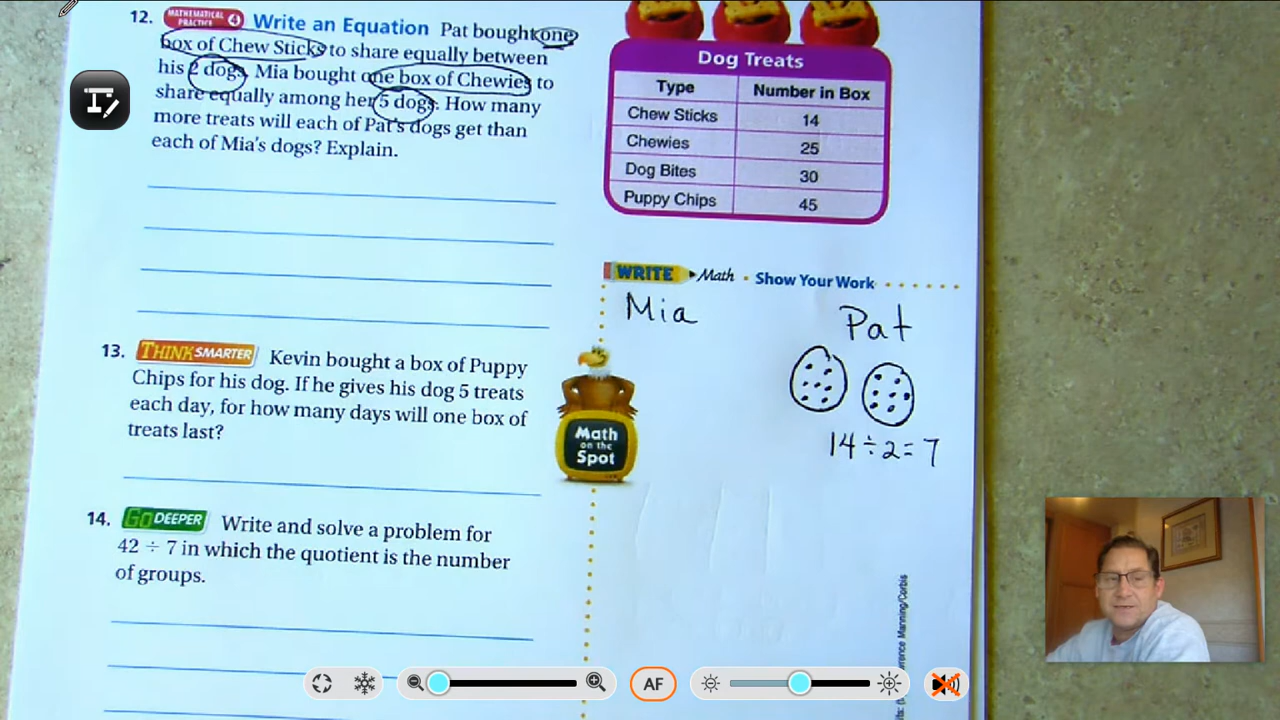 12. MATHEMATICAL PRACTICE 4 Write an Equation Pat bought one
box of Chew Sticks to share equally between
his 2 dogs. Mia bought one box of Chewies to
share equally among her 5 dogs. How many
more treats will each of Pat's dogs get than
each of Mia's dogs? Explain.
Dog Treats
Type Number in Box
Chew Sticks 14
Chewies 25
Dog Bites 30
Puppy Chips 45
WRITE Math • Show Your Work
Mia Pat
14 ÷ 2 = 7
13. THINK SMARTER Kevin bought a box of Puppy
Chips for his dog. If he gives his dog 5 treats
each day, for how many days will one box of
treats last?
Math
on the
Spot
14. Go DEEPER Write and solve a problem for
42 ÷ 7 in which the quotient is the number
of groups.
Manning/Corbis
AF